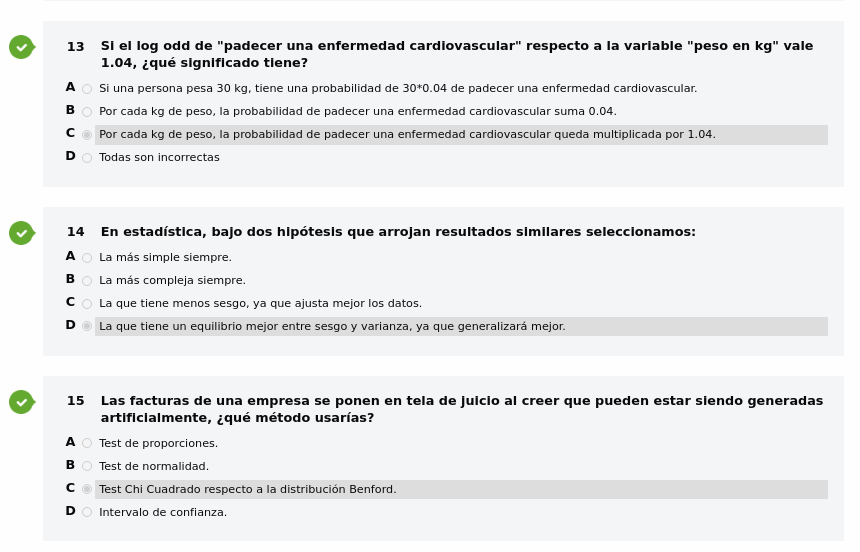 13 Si el log odd de "padecer una enfermedad cardiovascular" respecto a la variable "peso en kg" vale
1.04, ¿qué significado tiene?
A Si una persona pesa 30 kg, tiene una probabilidad de 30*0.04 de padecer una enfermedad cardiovascular.
B Por cada kg de peso, la probabilidad de padecer una enfermedad cardiovascular suma 0.04.
C Por cada kg de peso, la probabilidad de padecer una enfermedad cardiovascular queda multiplicada por 1.04.
D Todas son incorrectas
14 En estadística, bajo dos hipótesis que arrojan resultados similares seleccionamos:
A La más simple siempre.
B La más compleja siempre.
C La que tiene menos sesgo, ya que ajusta mejor los datos.
D La que tiene un equilibrio mejor entre sesgo y varianza, ya que generalizará mejor.
15 Las facturas de una empresa se ponen en tela de juicio al creer que pueden estar siendo generadas
artificialmente, ¿qué método usarías?
A Test de proporciones.
B Test de normalidad.
C Test Chi Cuadrado respecto a la distribución Benford.
D Intervalo de confianza.